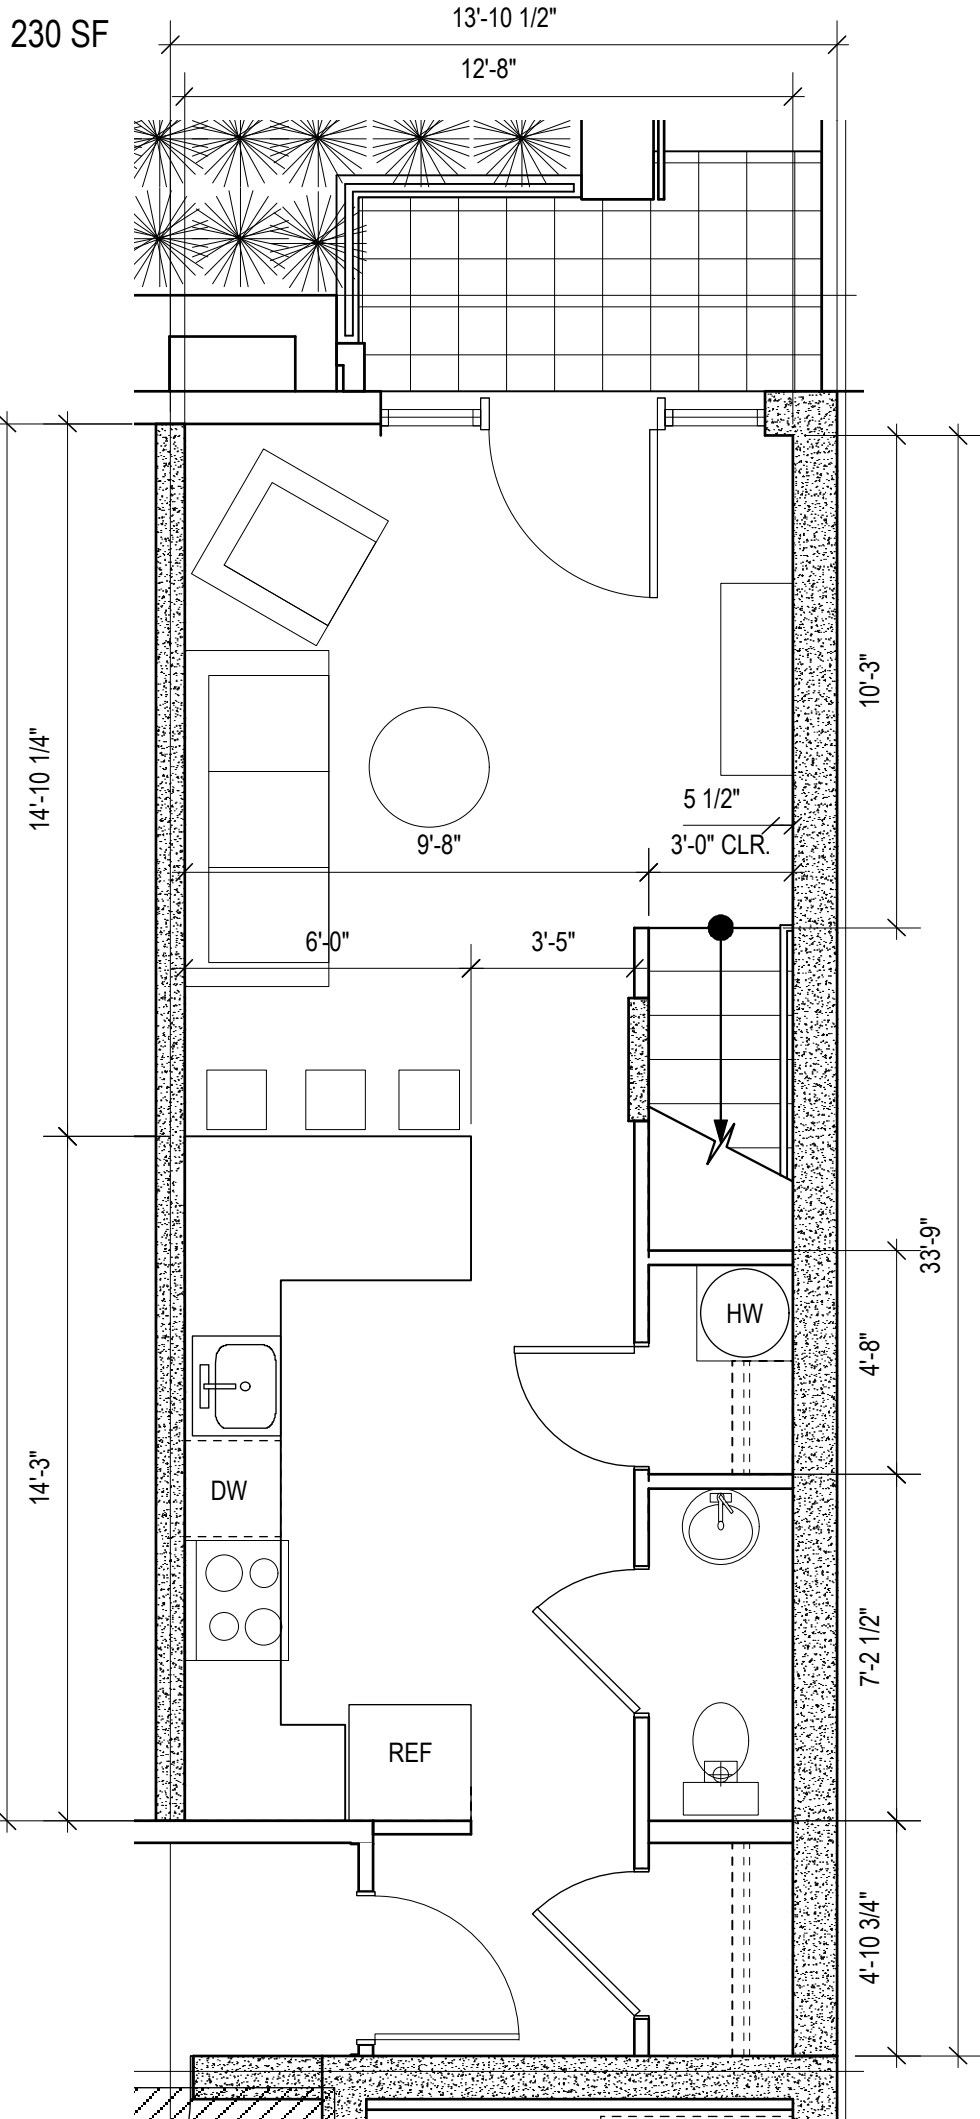 230 SF
13'-10 1/2"
12'-8"
10'-3"
14'-10 1/4"
5 1/2"
9'-8"
3'-0" CLR.
6'-0"
3'-5"
33'-9"
HW
4'-8"
14'-3"
DW
7'-2 1/2"
REF
4'-10 3/4"